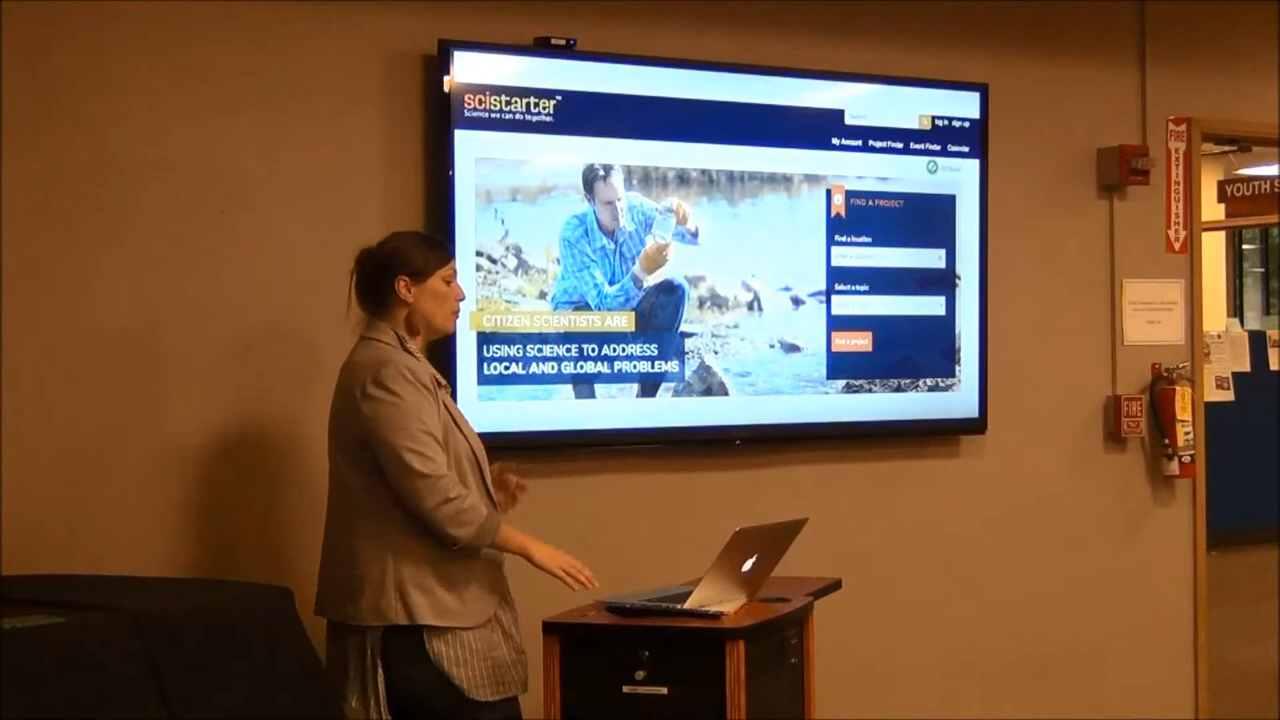 scistarter™
Science we can do together.
log in sign up
My Account Project Finder Event Finder Calendar
FIND A PROJECT
Find a location
Select a topic
Find a project
CITIZEN SCIENTISTS ARE
USING SCIENCE TO ADDRESS
LOCAL AND GLOBAL PROBLEMS
FIRE
EXTINGUISHER
YOUTH S
FIRE